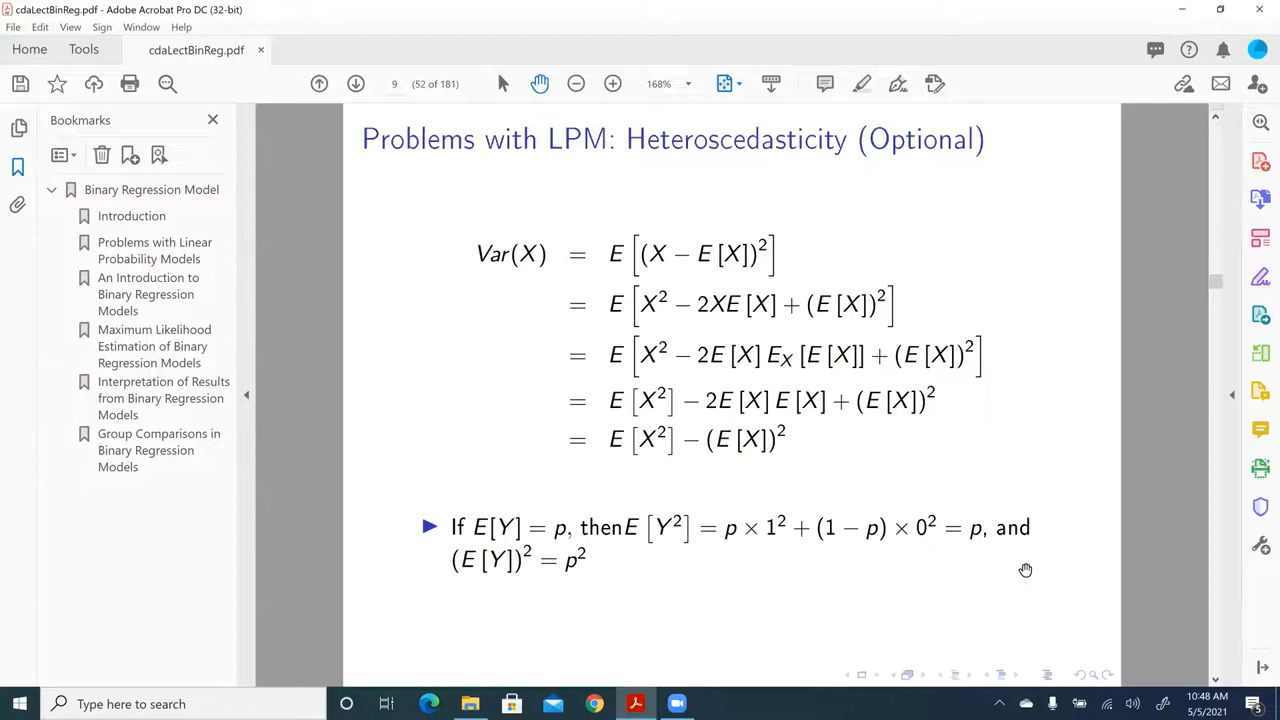 cdaLectBinReg.pdf - Adobe Acrobat Pro DC (32-bit)
File Edit View Sign Window Help
Home Tools cdaLectBinReg.pdf ×
9 (52 of 181) 168%
Bookmarks
Binary Regression Model
Introduction
Problems with Linear
Probability Models
An Introduction to
Binary Regression
Models
Maximum Likelihood
Estimation of Binary
Regression Models
Interpretation of Results
from Binary Regression
Models
Group Comparisons in
Binary Regression
Models
Problems with LPM: Heteroscedasticity (Optional)
Var(X) = E[(X − E[X])²]
= E[X² − 2XE[X] + (E[X])²]
= E[X² − 2E[X]E_X[E[X]] + (E[X])²]
= E[X²] − 2E[X]E[X] + (E[X])²
= E[X²] − (E[X])²
▶ If E[Y] = p, thenE[Y²] = p × 1² + (1 − p) × 0² = p, and
(E[Y])² = p²
Type here to search
10:48 AM
5/5/2021
5